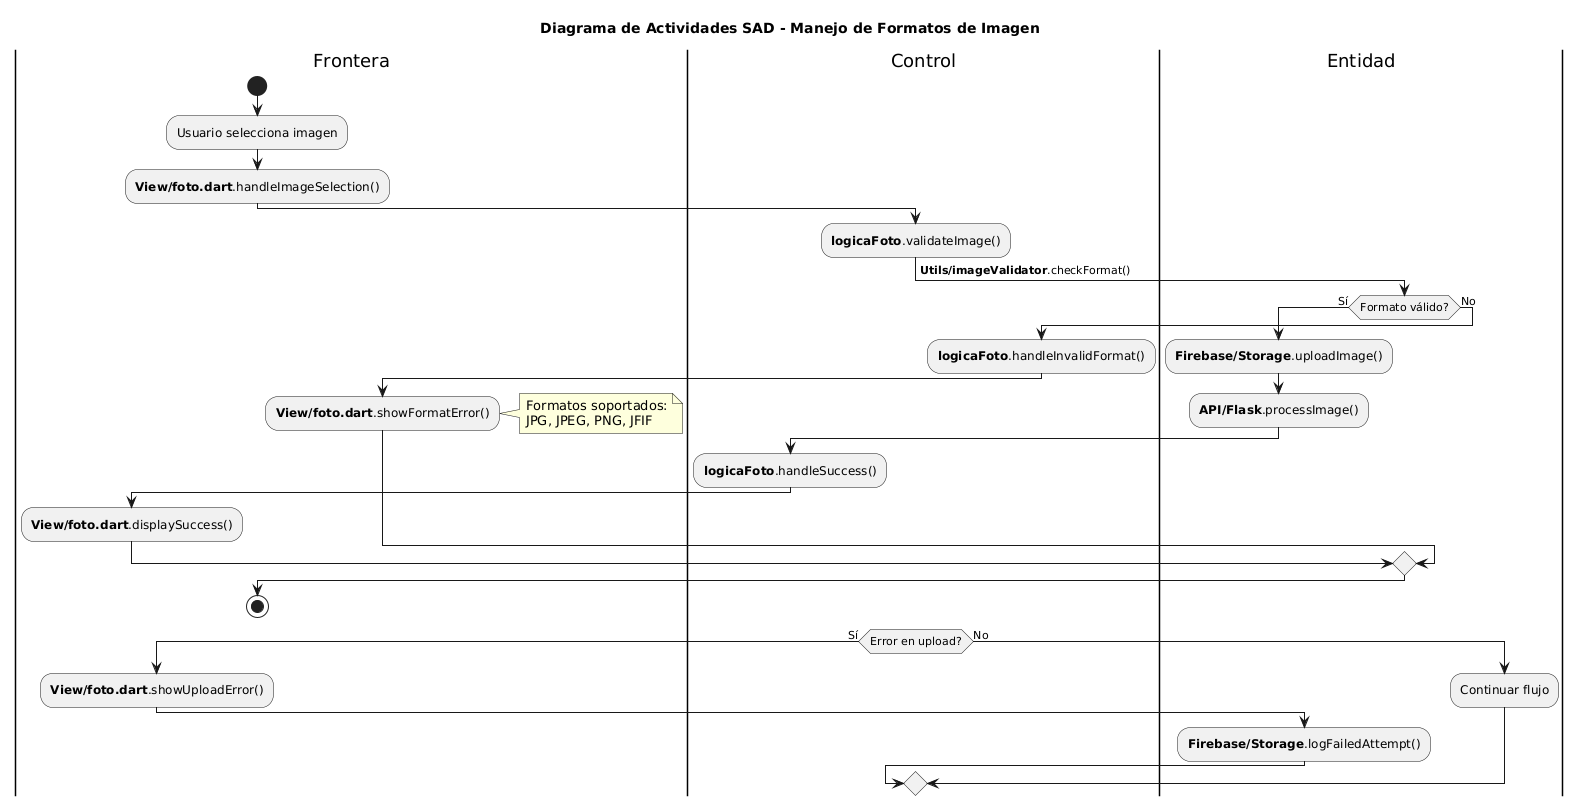 Diagrama de Actividades SAD - Manejo de Formatos de Imagen
Frontera
Control
Entidad
Usuario selecciona imagen
View/foto.dart.handleImageSelection()
logicaFoto.validateImage()
Utils/imageValidator.checkFormat()
Formato válido?
Sí
No
logicaFoto.handleInvalidFormat()
Firebase/Storage.uploadImage()
View/foto.dart.showFormatError()
Formatos soportados:
JPG, JPEG, PNG, JFIF
API/Flask.processImage()
logicaFoto.handleSuccess()
View/foto.dart.displaySuccess()
Error en upload?
Sí
No
View/foto.dart.showUploadError()
Continuar flujo
Firebase/Storage.logFailedAttempt()